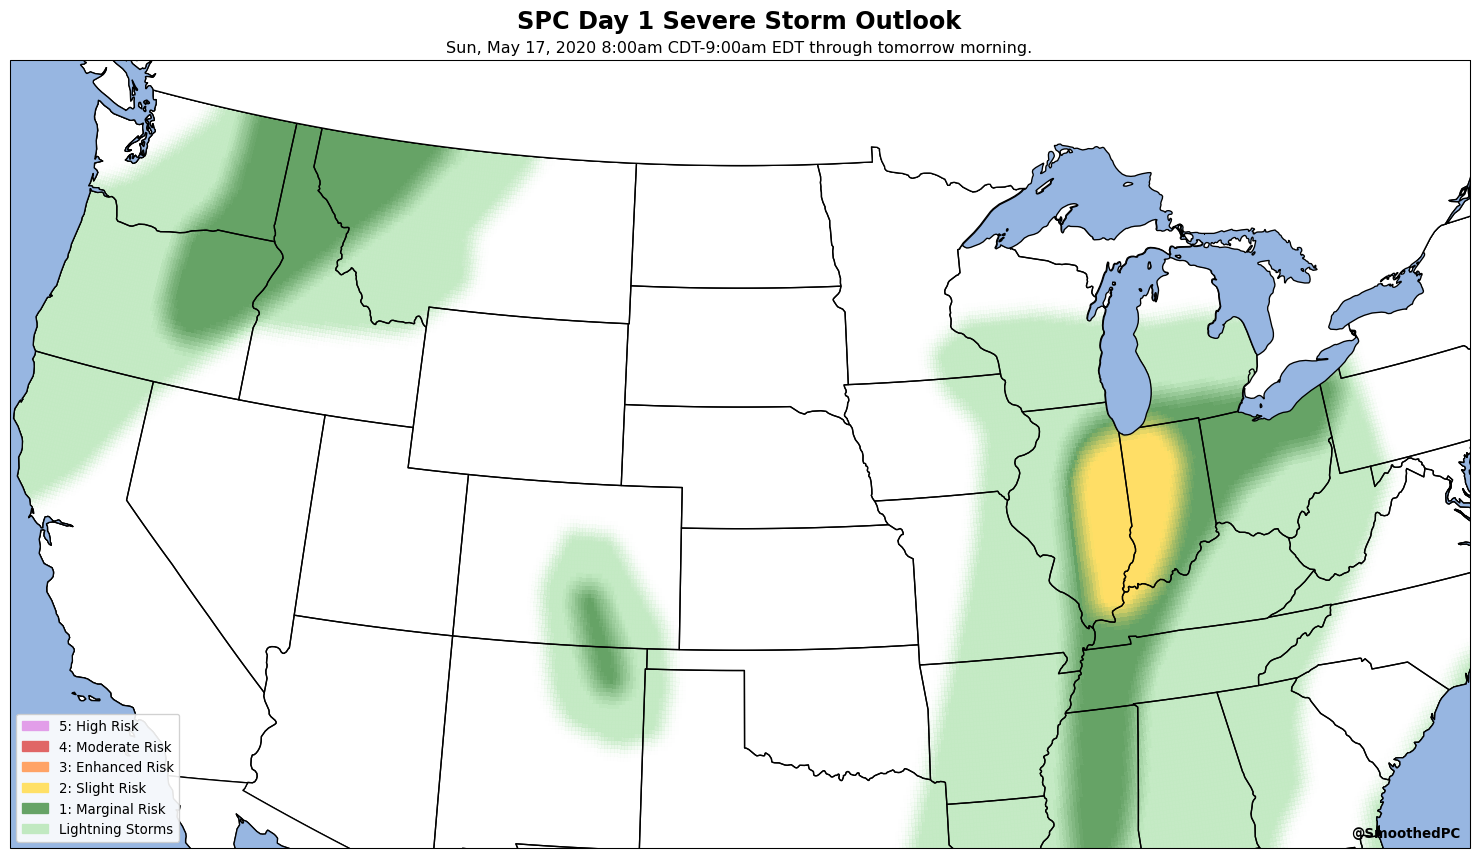 SPC Day 1 Severe Storm Outlook
Sun, May 17, 2020 8:00am CDT-9:00am EDT through tomorrow morning.
5: High Risk
4: Moderate Risk
3: Enhanced Risk
2: Slight Risk
1: Marginal Risk
Lightning Storms
@SmoothedPC